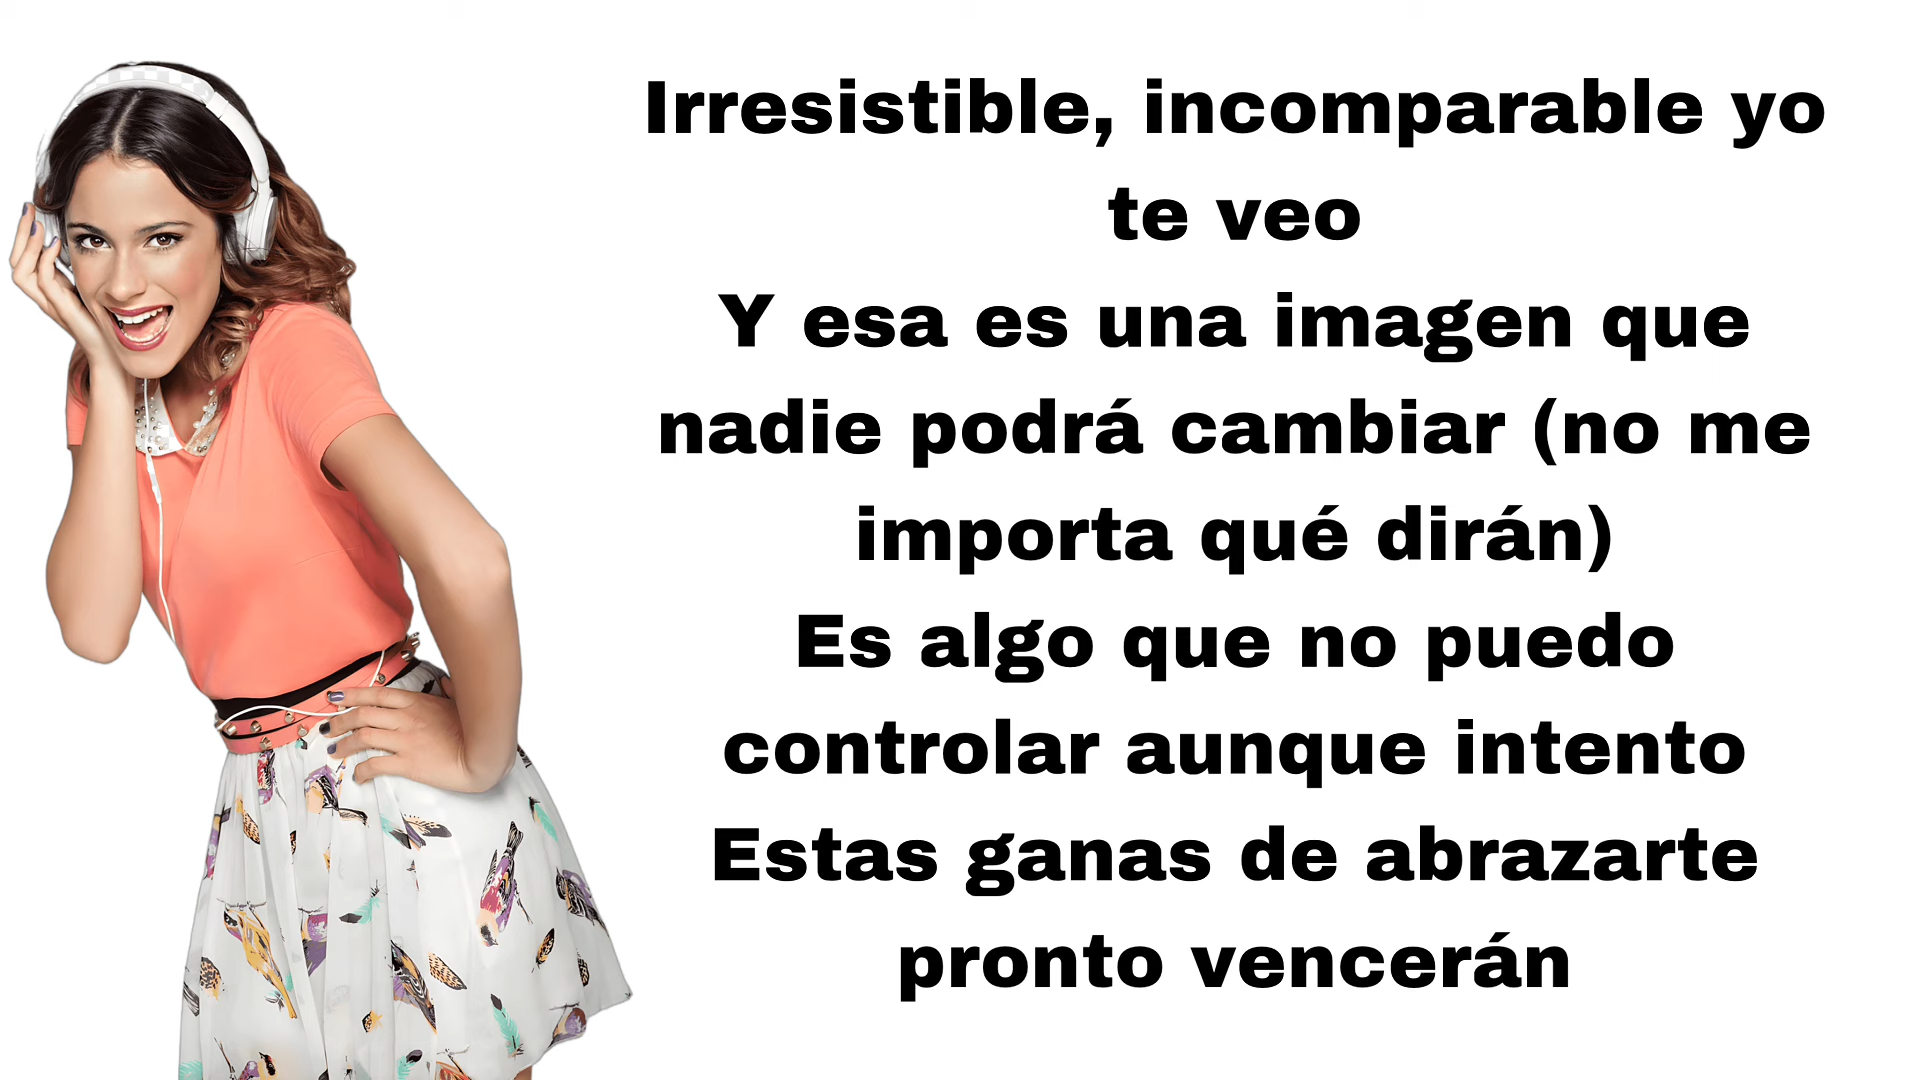 Irresistible, incomparable yo
te veo
Y esa es una imagen que
nadie podrá cambiar (no me
importa qué dirán)
Es algo que no puedo
controlar aunque intento
Estas ganas de abrazarte
pronto vencerán